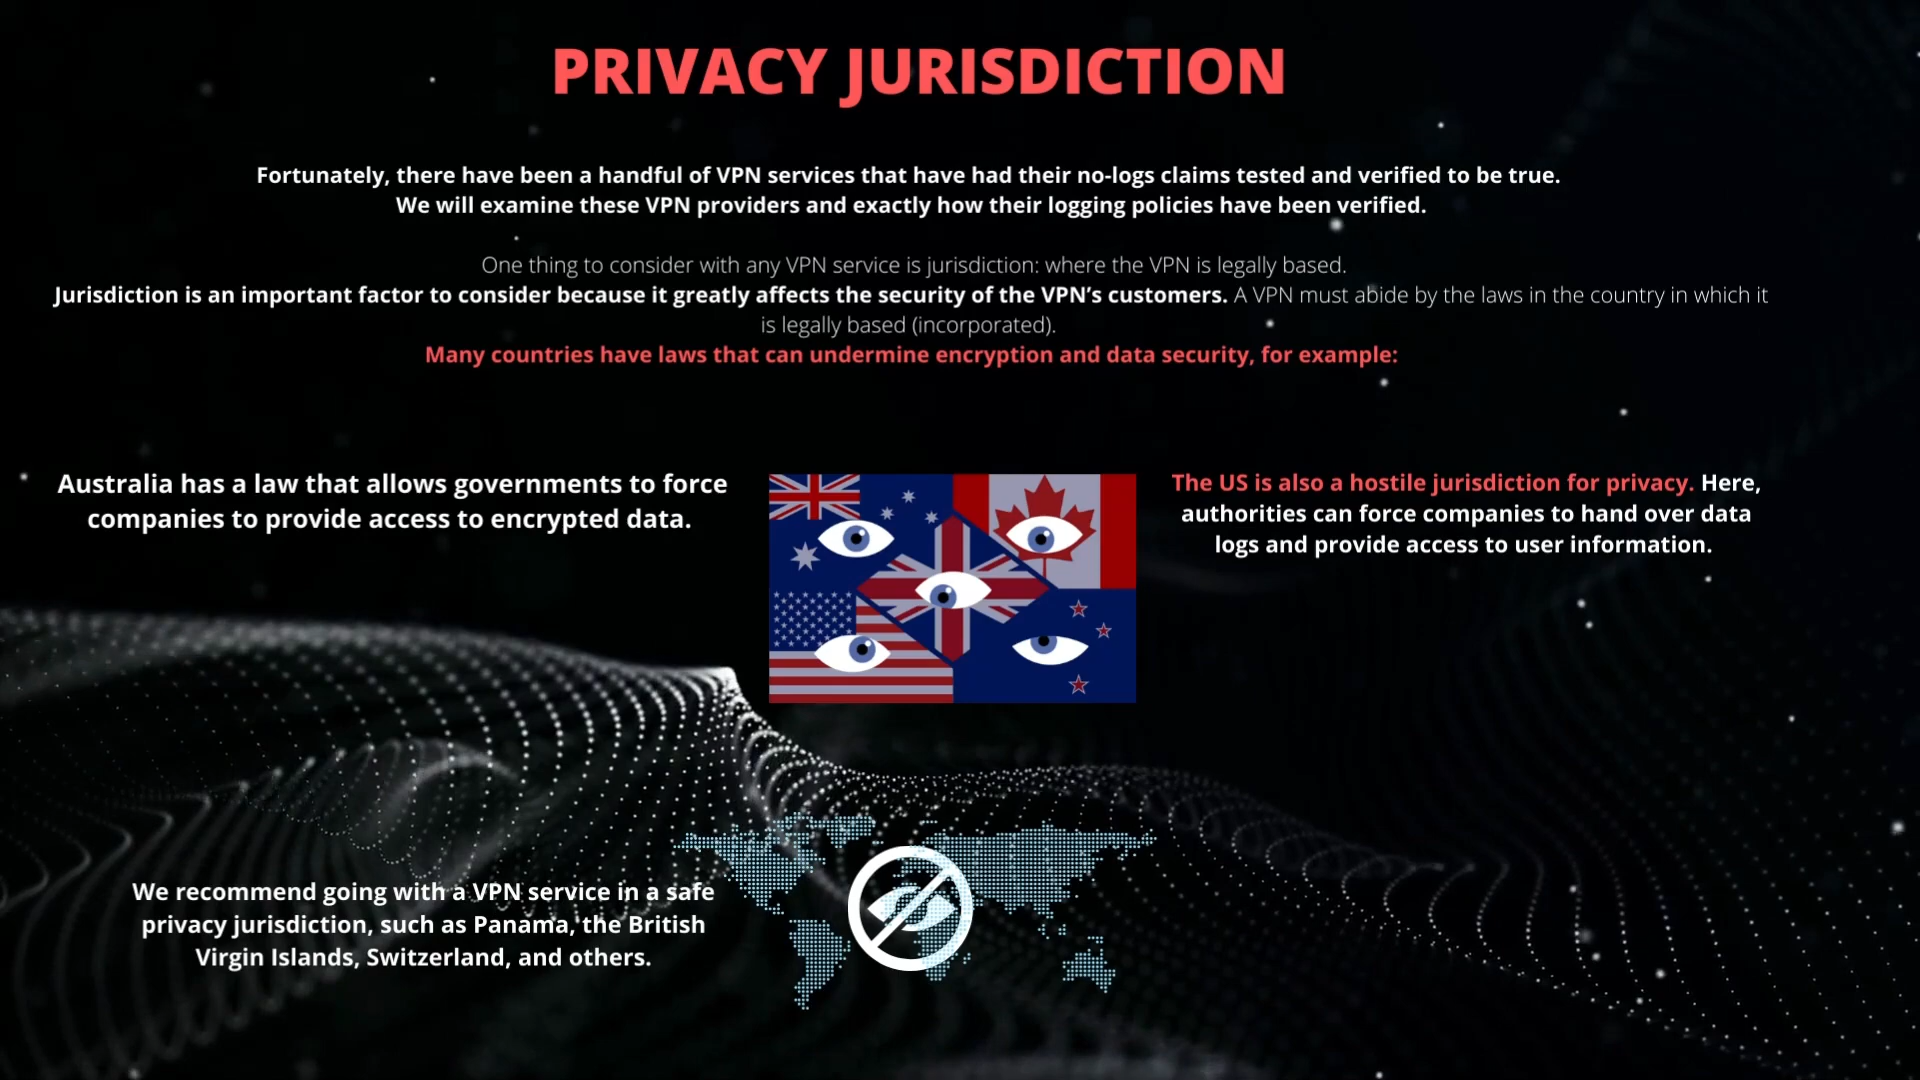 PRIVACY JURISDICTION
Fortunately, there have been a handful of VPN services that have had their no-logs claims tested and verified to be true.
We will examine these VPN providers and exactly how their logging policies have been verified.
One thing to consider with any VPN service is jurisdiction: where the VPN is legally based.
Jurisdiction is an important factor to consider because it greatly affects the security of the VPN’s customers. A VPN must abide by the laws in the country in which it
is legally based (incorporated).
Many countries have laws that can undermine encryption and data security, for example:
Australia has a law that allows governments to force
companies to provide access to encrypted data.
The US is also a hostile jurisdiction for privacy. Here,
authorities can force companies to hand over data
logs and provide access to user information.
We recommend going with a VPN service in a safe
privacy jurisdiction, such as Panama, the British
Virgin Islands, Switzerland, and others.